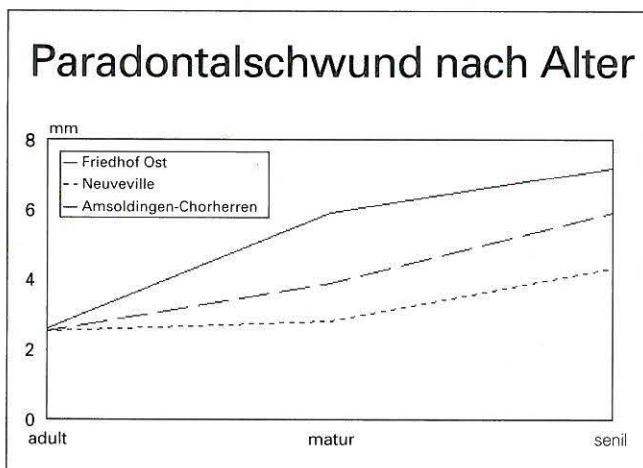 Paradontalschwund nach Alter
mm
8
Friedhof Ost
Neuveville
Amsoldingen-Chorherren
6
4
2
0
adult matur senil